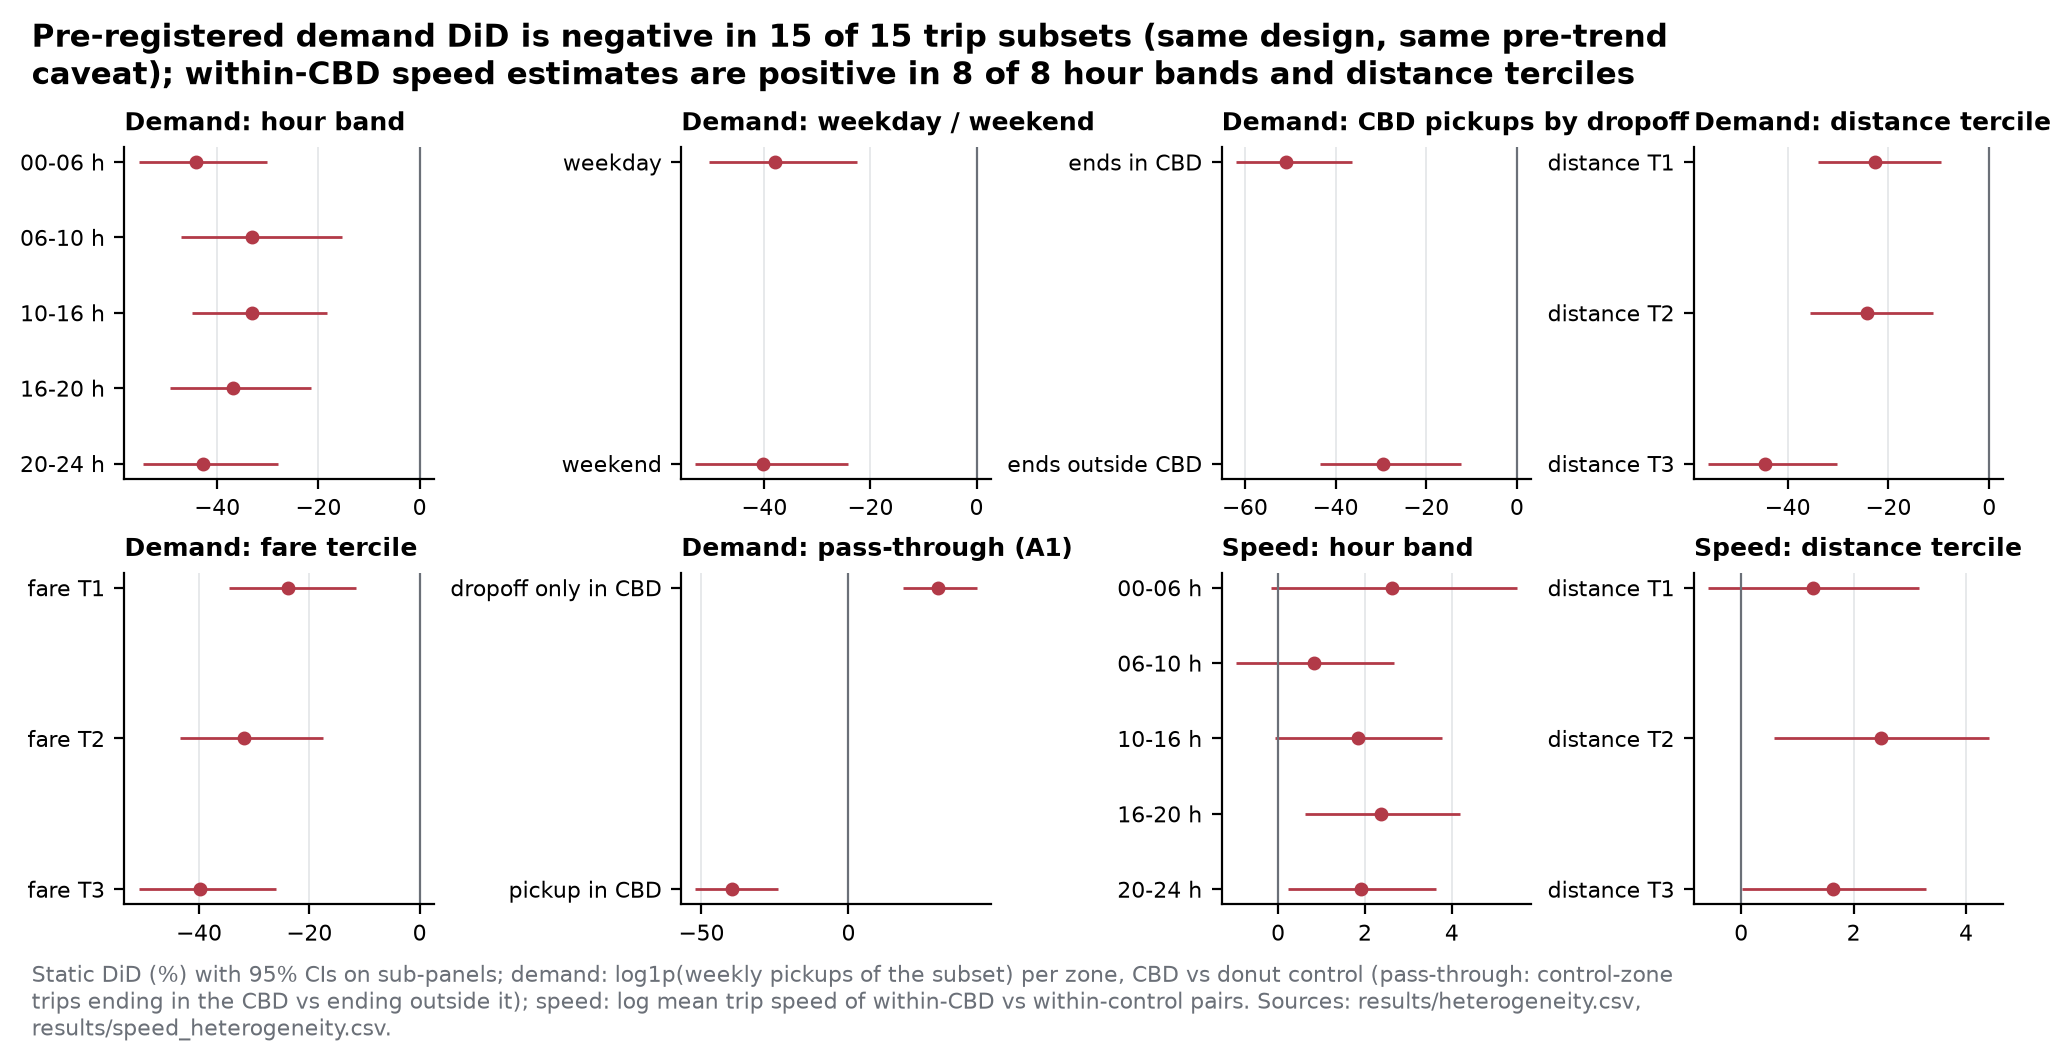 Pre-registered demand DiD is negative in 15 of 15 trip subsets (same design, same pre-trend
caveat); within-CBD speed estimates are positive in 8 of 8 hour bands and distance terciles
Demand: hour band
00-06 h
06-10 h
10-16 h
16-20 h
20-24 h
−40 −20 0
Demand: weekday / weekend
weekday
weekend
−40 −20 0
Demand: CBD pickups by dropoff
ends in CBD
ends outside CBD
−60 −40 −20 0
Demand: distance tercile
distance T1
distance T2
distance T3
−40 −20 0
Demand: fare tercile
fare T1
fare T2
fare T3
−40 −20 0
Demand: pass-through (A1)
dropoff only in CBD
pickup in CBD
−50 0
Speed: hour band
00-06 h
06-10 h
10-16 h
16-20 h
20-24 h
0 2 4
Speed: distance tercile
distance T1
distance T2
distance T3
0 2 4
Static DiD (%) with 95% CIs on sub-panels; demand: log1p(weekly pickups of the subset) per zone, CBD vs donut control (pass-through: control-zone
trips ending in the CBD vs ending outside it); speed: log mean trip speed of within-CBD vs within-control pairs. Sources: results/heterogeneity.csv,
results/speed_heterogeneity.csv.